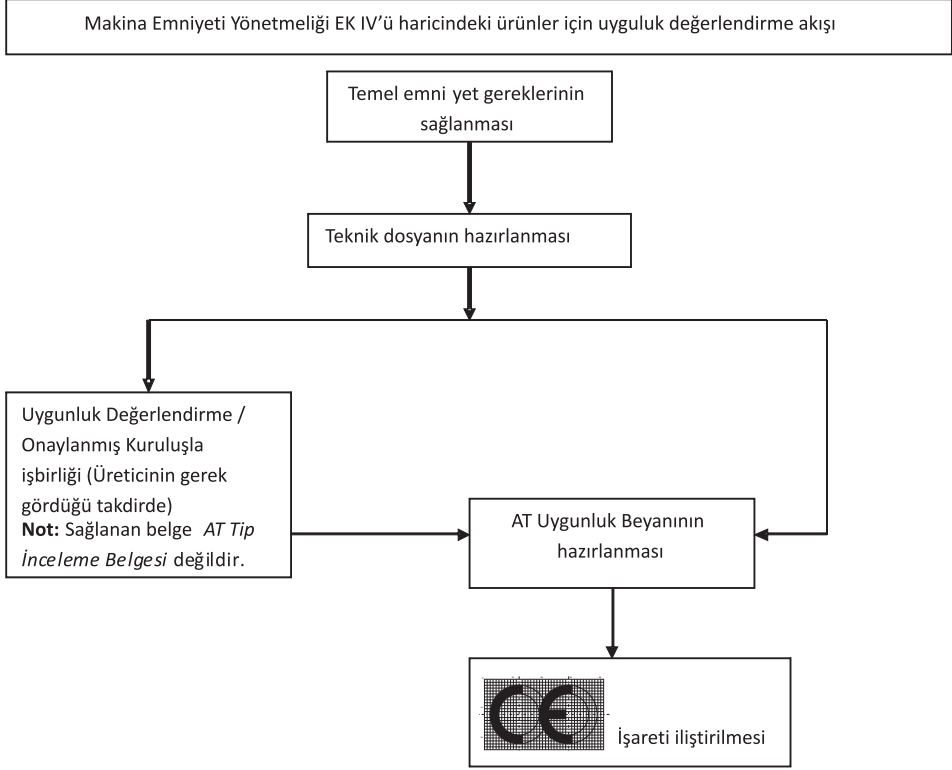 Makina Emniyeti Yönetmeliği EK IV’ü haricindeki ürünler için uyguluk değerlendirme akışı
Temel emni yet gereklerinin
sağlanması
Teknik dosyanın hazırlanması
Uygunluk Değerlendirme /
Onaylanmış Kuruluşla
işbirliği (Üreticinin gerek
gördüğü takdirde)
Not: Sağlanan belge AT Tip
İnceleme Belgesi değildir.
AT Uygunluk Beyanının
hazırlanması
CE
İşareti iliştirilmesi